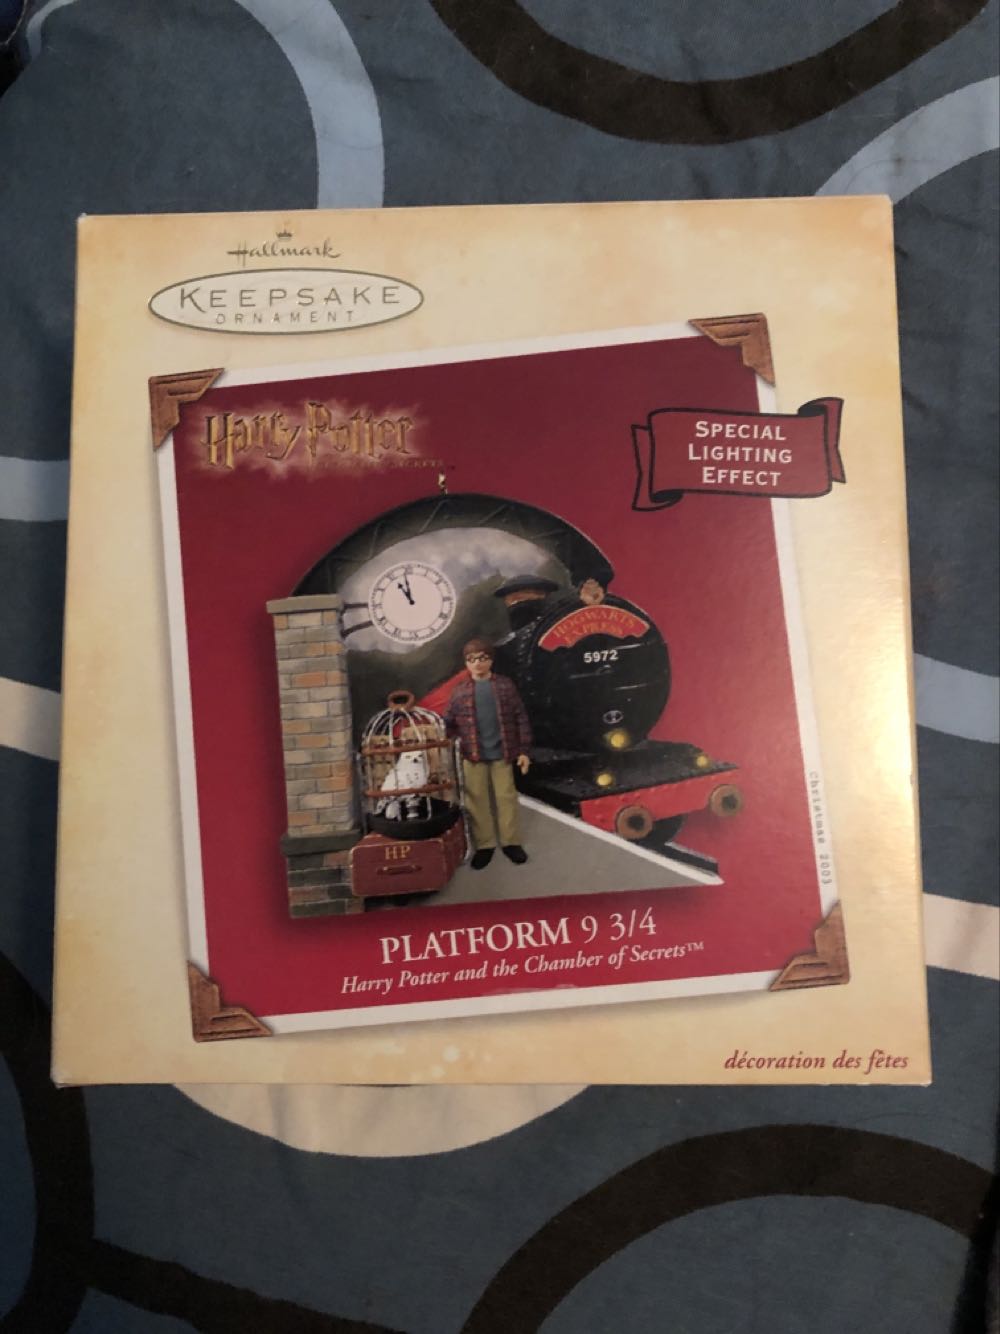 Hallmark
KEEPSAKE
ORNAMENT
Harry Potter
SPECIAL
LIGHTING
EFFECT
HOGWARTS
EXPRESS
5972
HP
christmas 2003
PLATFORM 9 3/4
Harry Potter and the Chamber of Secrets™
décoration des fêtes